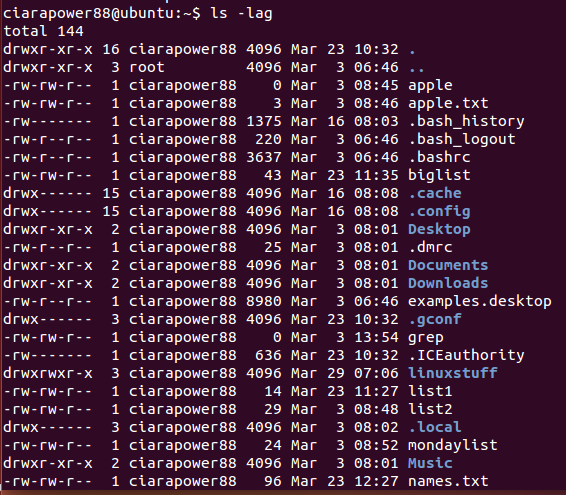 ciarapower88@ubuntu:~$ ls -lag
total 144
drwxr-xr-x 16 ciarapower88 4096 Mar 23 10:32 .
drwxr-xr-x  3 root         4096 Mar  3 06:46 ..
-rw-rw-r--  1 ciarapower88    0 Mar  3 08:45 apple
-rw-rw-r--  1 ciarapower88    3 Mar  3 08:46 apple.txt
-rw-------  1 ciarapower88 1375 Mar 16 08:03 .bash_history
-rw-r--r--  1 ciarapower88  220 Mar  3 06:46 .bash_logout
-rw-r--r--  1 ciarapower88 3637 Mar  3 06:46 .bashrc
-rw-rw-r--  1 ciarapower88   43 Mar 23 11:35 biglist
drwx------ 15 ciarapower88 4096 Mar 16 08:08 .cache
drwx------ 15 ciarapower88 4096 Mar 16 08:08 .config
drwxr-xr-x  2 ciarapower88 4096 Mar  3 08:01 Desktop
-rw-r--r--  1 ciarapower88   25 Mar  3 08:01 .dmrc
drwxr-xr-x  2 ciarapower88 4096 Mar  3 08:01 Documents
drwxr-xr-x  2 ciarapower88 4096 Mar  3 08:01 Downloads
-rw-r--r--  1 ciarapower88 8980 Mar  3 06:46 examples.desktop
drwx------  3 ciarapower88 4096 Mar 23 10:32 .gconf
-rw-rw-r--  1 ciarapower88    0 Mar  3 13:54 grep
-rw-------  1 ciarapower88  636 Mar 23 10:32 .ICEauthority
drwxrwxr-x  3 ciarapower88 4096 Mar 29 07:06 linuxstuff
-rw-rw-r--  1 ciarapower88   14 Mar 23 11:27 list1
-rw-rw-r--  1 ciarapower88   29 Mar  3 08:48 list2
drwx------  3 ciarapower88 4096 Mar  3 08:02 .local
-rw-rw-r--  1 ciarapower88   24 Mar  3 08:52 mondaylist
drwxr-xr-x  2 ciarapower88 4096 Mar  3 08:01 Music
-rw-rw-r--  1 ciarapower88   96 Mar 23 12:27 names.txt